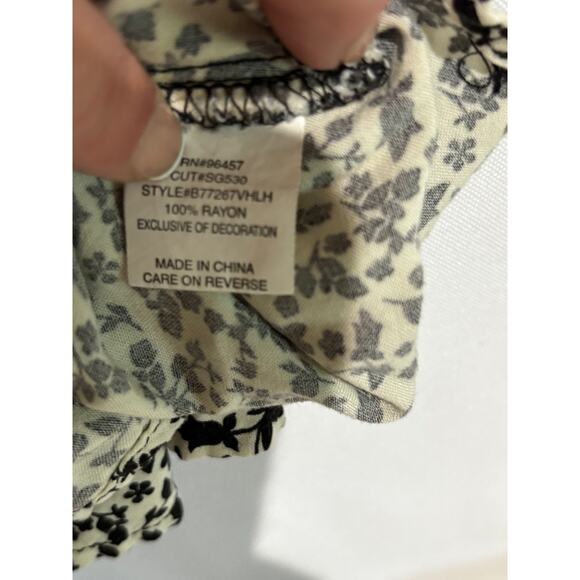 RN#96457
CUT#SG530
STYLE#B77267VHLH
100% RAYON
EXCLUSIVE OF DECORATION
MADE IN CHINA
CARE ON REVERSE